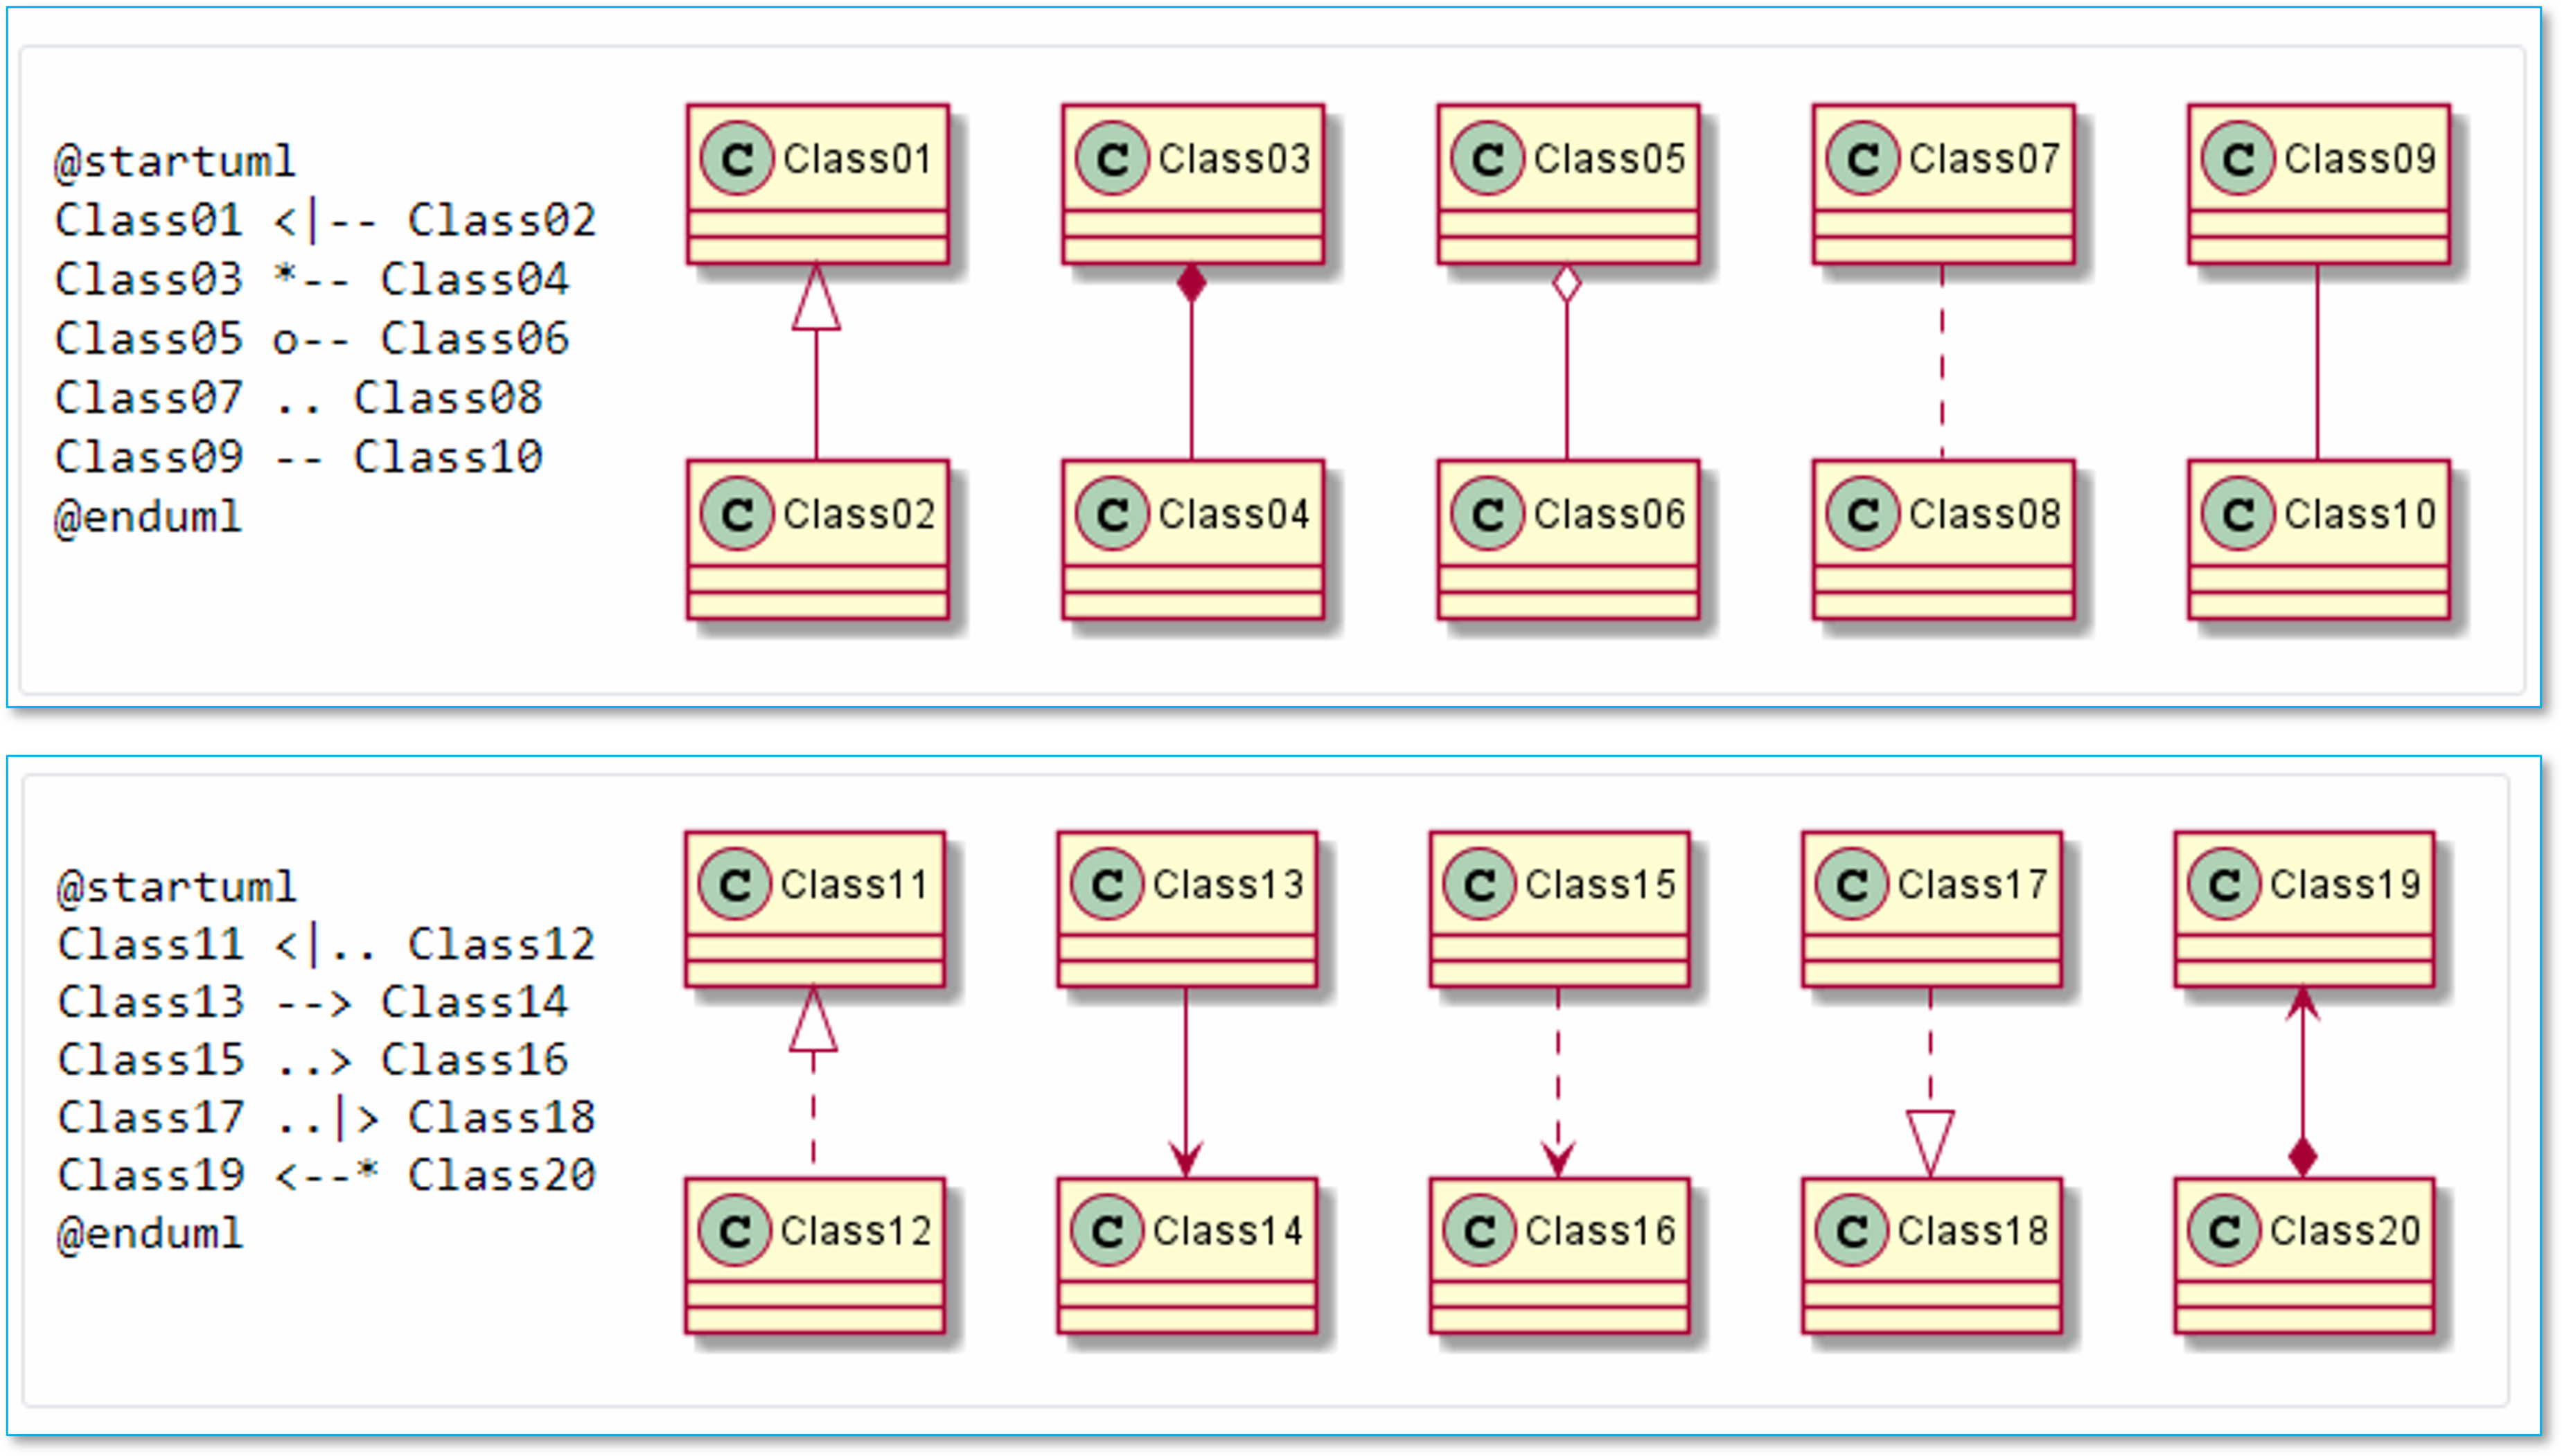 @startuml
Class01 <|-- Class02
Class03 *-- Class04
Class05 o-- Class06
Class07 .. Class08
Class09 -- Class10
@enduml
C Class01
C Class03
C Class05
C Class07
C Class09
C Class02
C Class04
C Class06
C Class08
C Class10
@startuml
Class11 <|.. Class12
Class13 --> Class14
Class15 ..> Class16
Class17 ..|> Class18
Class19 <--* Class20
@enduml
C Class11
C Class13
C Class15
C Class17
C Class19
C Class12
C Class14
C Class16
C Class18
C Class20